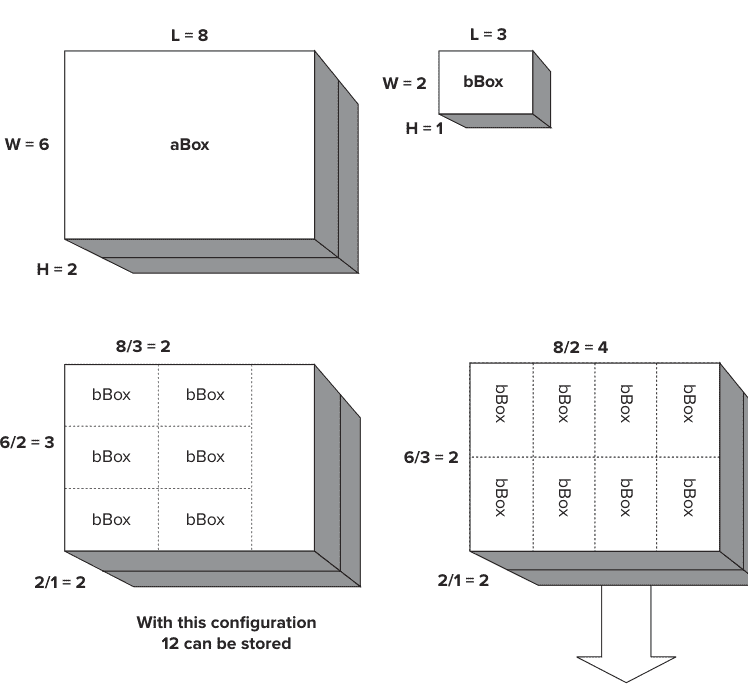 L = 8
W = 6
aBox
H = 2
L = 3
W = 2
bBox
H = 1
8/3 = 2
bBox
bBox
6/2 = 3
bBox
bBox
bBox
bBox
2/1 = 2
With this configuration
12 can be stored
8/2 = 4
bBox
bBox
bBox
bBox
6/3 = 2
bBox
bBox
bBox
bBox
2/1 = 2